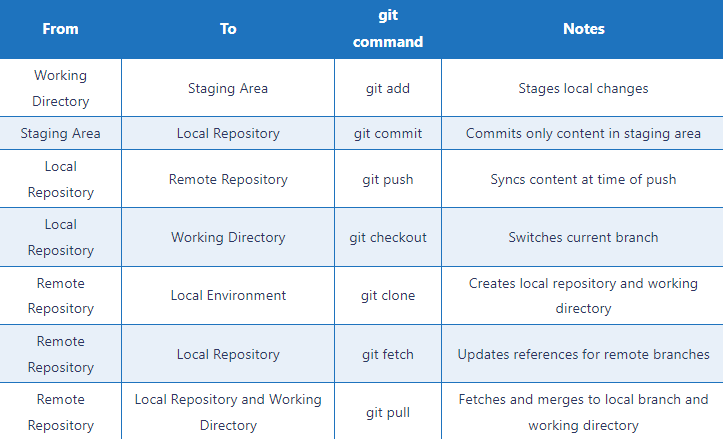 From To git command Notes
Working Directory Staging Area git add Stages local changes
Staging Area Local Repository git commit Commits only content in staging area
Local Repository Remote Repository git push Syncs content at time of push
Local Repository Working Directory git checkout Switches current branch
Remote Repository Local Environment git clone Creates local repository and working directory
Remote Repository Local Repository git fetch Updates references for remote branches
Remote Repository Local Repository and Working Directory git pull Fetches and merges to local branch and working directory